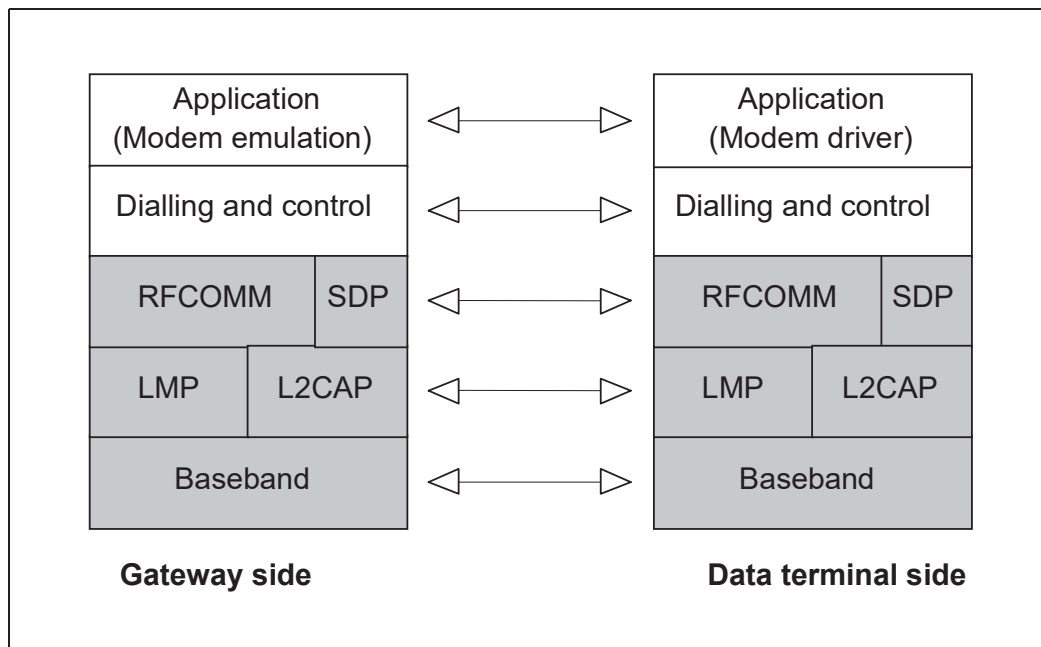 Application
(Modem emulation)
Application
(Modem driver)
Dialling and control
Dialling and control
RFCOMM
SDP
RFCOMM
SDP
LMP
L2CAP
LMP
L2CAP
Baseband
Baseband
Gateway side
Data terminal side